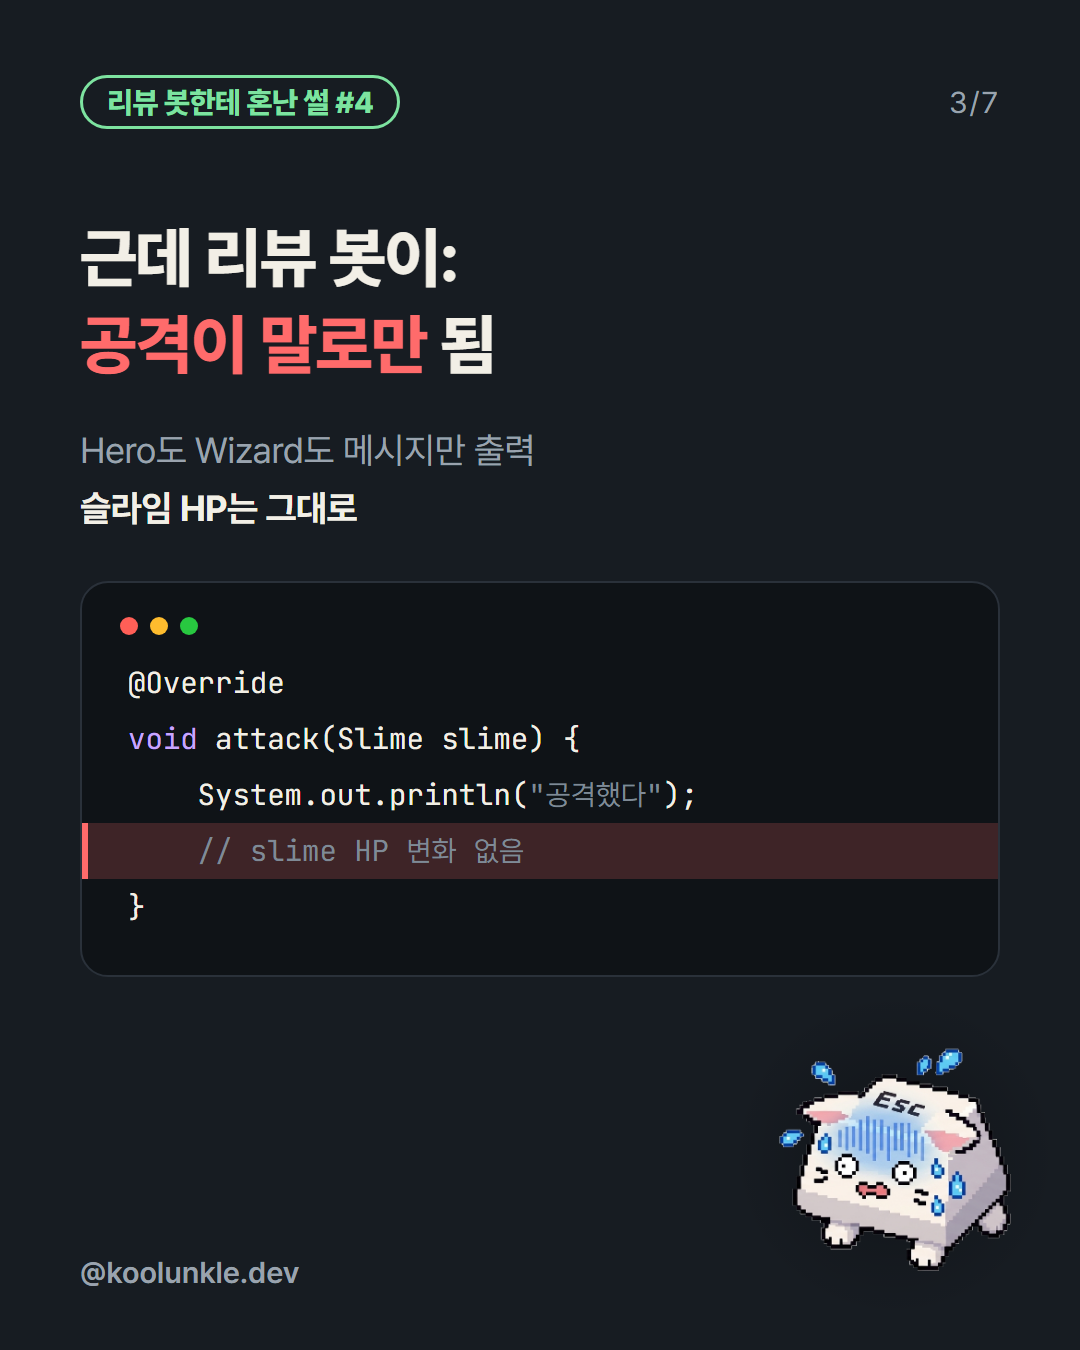 리뷰 봇한테 혼난 썰 #4
3/7
근데 리뷰 봇이:
공격이 말로만 됨
Hero도 Wizard도 메시지만 출력
슬라임 HP는 그대로
@Override
void attack(Slime slime) {
    System.out.println("공격했다");
    // slime HP 변화 없음
}
Esc
@koolunkle.dev